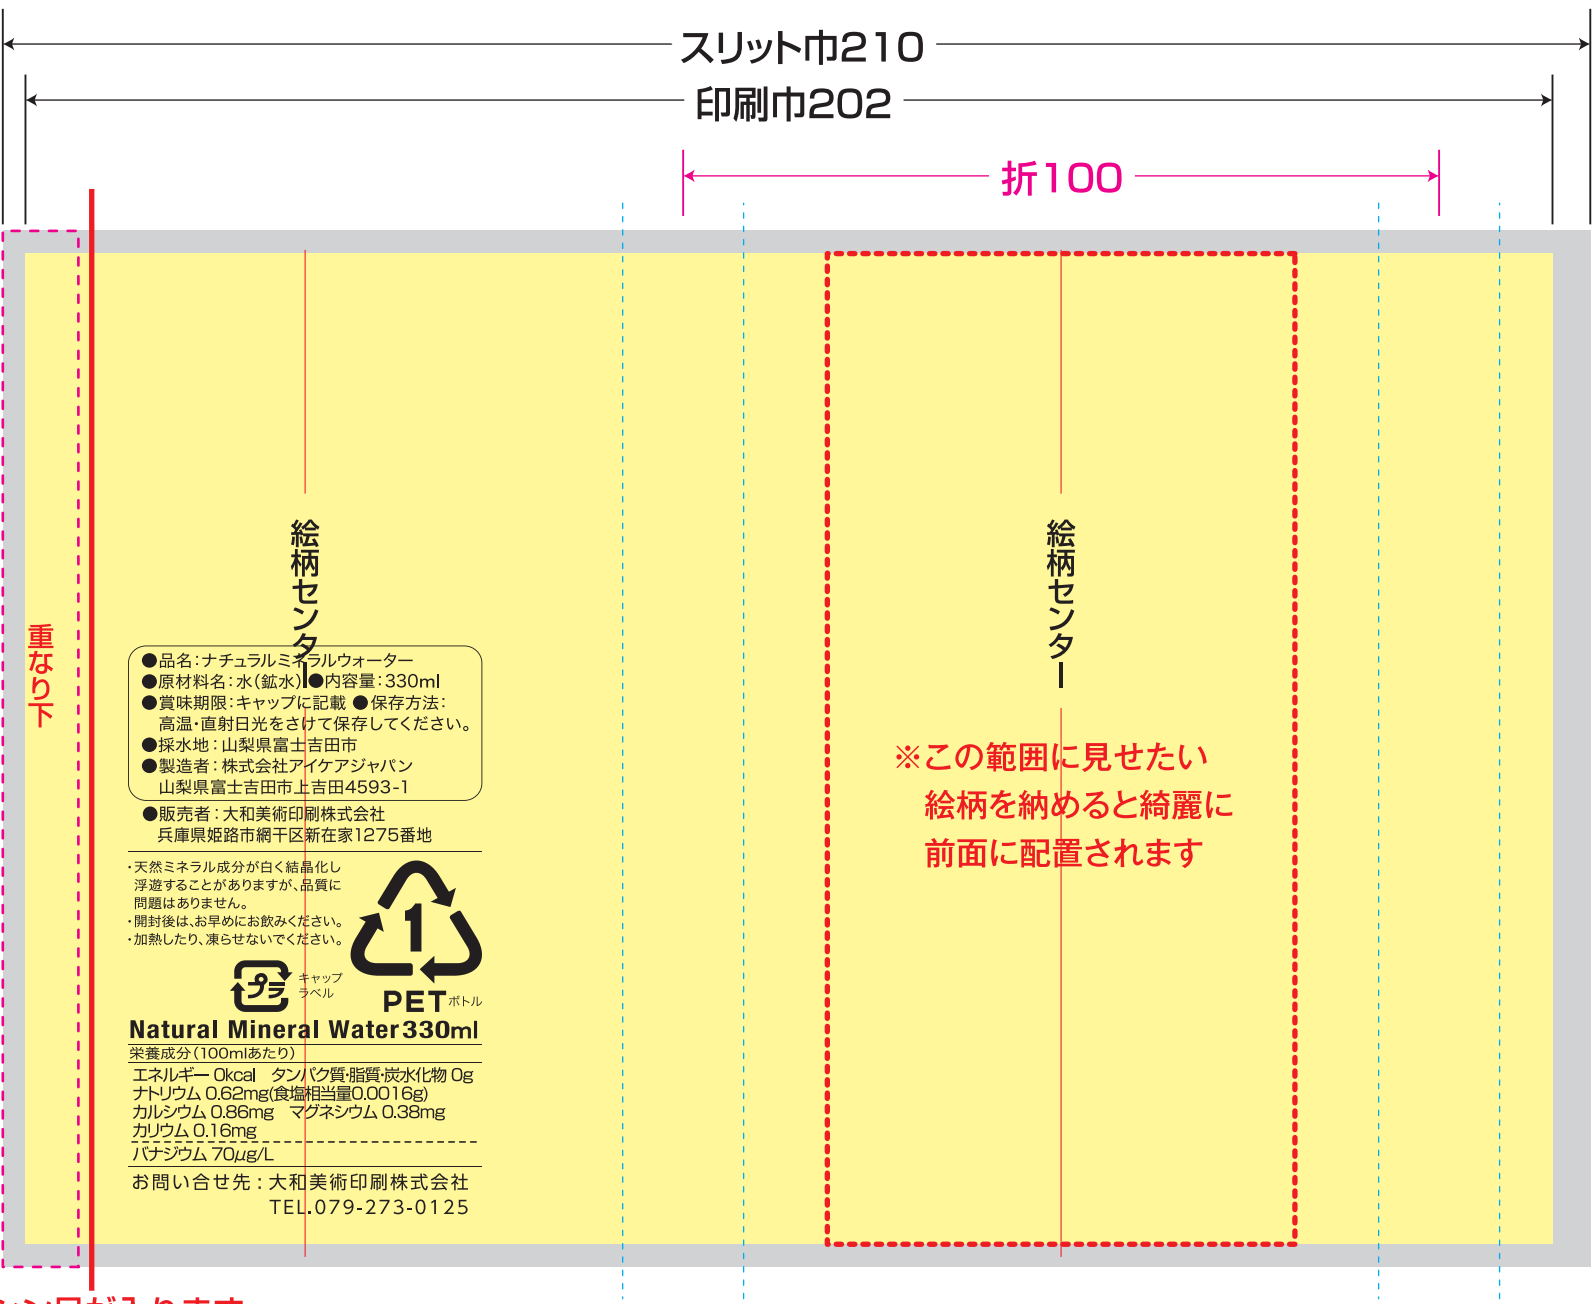 スリット巾210
印刷巾202
折100
重なり下
絵柄センター
●品名：ナチュラルミネラルウォーター
●原材料名：水(鉱水) ●内容量：330ml
●賞味期限：キャップに記載 ●保存方法：
高温・直射日光をさけて保存してください。
●採水地：山梨県富士吉田市
●製造者：株式会社アイケアジャパン
山梨県富士吉田市上吉田4593-1
●販売者：大和美術印刷株式会社
兵庫県姫路市網干区新在家1275番地
・天然ミネラル成分が白く結晶化し
浮遊することがありますが、品質に
問題はありません。
・開封後は、お早めにお飲みください。
・加熱したり、凍らせないでください。
1
PETボトル
プラ
キャップ
ラベル
Natural Mineral Water 330ml
栄養成分(100mlあたり)
エネルギー 0kcal　タンパク質・脂質・炭水化物 0g
ナトリウム 0.62mg(食塩相当量0.0016g)
カルシウム 0.86mg　マグネシウム 0.38mg
カリウム 0.16mg
バナジウム 70μg/L
お問い合せ先：大和美術印刷株式会社
TEL.079-273-0125
絵柄センター
※この範囲に見せたい
絵柄を納めると綺麗に
前面に配置されます